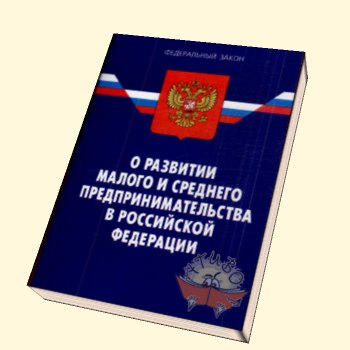 ФЕДЕРАЛЬНЫЙ ЗАКОН
О РАЗВИТИИ
МАЛОГО И СРЕДНЕГО
ПРЕДПРИНИМАТЕЛЬСТВА
В РОССИЙСКОЙ
ФЕДЕРАЦИИ